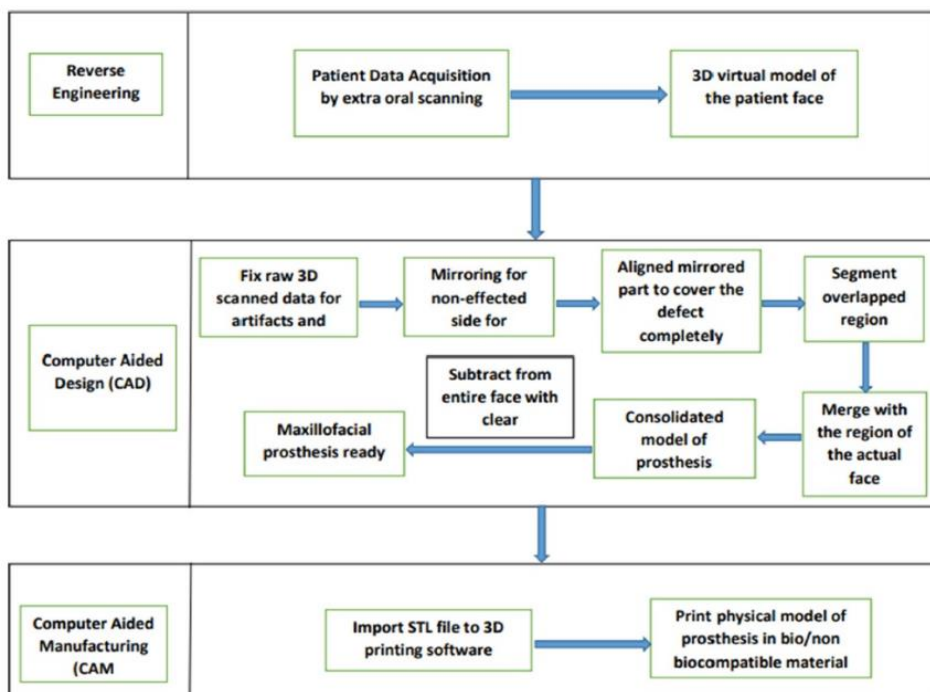 Reverse
Engineering
Patient Data Acquisition
by extra oral scanning
3D virtual model of
the patient face
Computer Aided
Design (CAD)
Fix raw 3D
scanned data for
artifacts and
Mirroring for
non-effected
side for
Aligned mirrored
part to cover the
defect
completely
Segment
overlapped
region
Merge with
the region of
the actual
face
Consolidated
model of
prosthesis
Subtract from
entire face with
clear
Maxillofacial
prosthesis ready
Computer Aided
Manufacturing
(CAM
Import STL file to 3D
printing software
Print physical model of
prosthesis in bio/non
biocompatible material